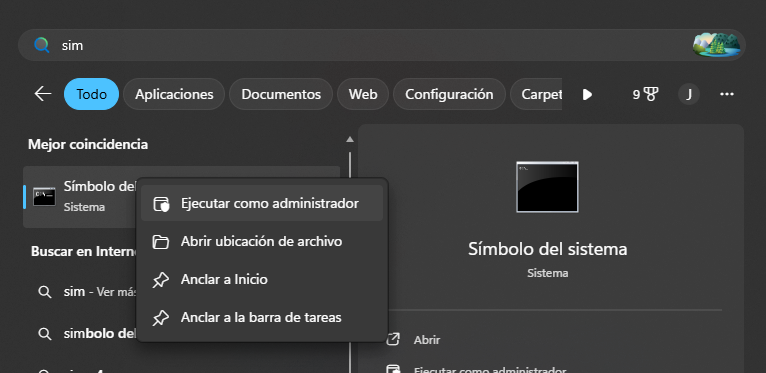 sim
Todo
Aplicaciones
Documentos
Web
Configuración
Carpet
9
J
Mejor coincidencia
Símbolo del
Sistema
Ejecutar como administrador
Abrir ubicación de archivo
Anclar a Inicio
Anclar a la barra de tareas
Buscar en Interne
sim - Ver más
simbolo del
Símbolo del sistema
Sistema
Abrir
Ejecutar como administrador